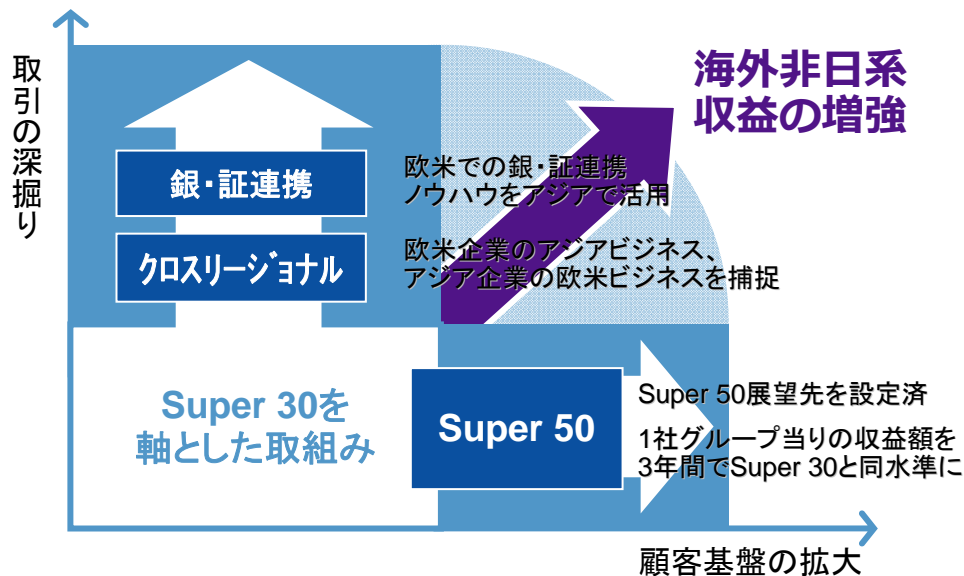 取引の深掘り
海外非日系
収益の増強
銀・証連携
欧米での銀・証連携
ノウハウをアジアで活用
クロスリージョナル
欧米企業のアジアビジネス、
アジア企業の欧米ビジネスを捕捉
Super 30を
軸とした取組み
Super 50
Super 50展望先を設定済
1社グループ当りの収益額を
3年間でSuper 30と同水準に
顧客基盤の拡大